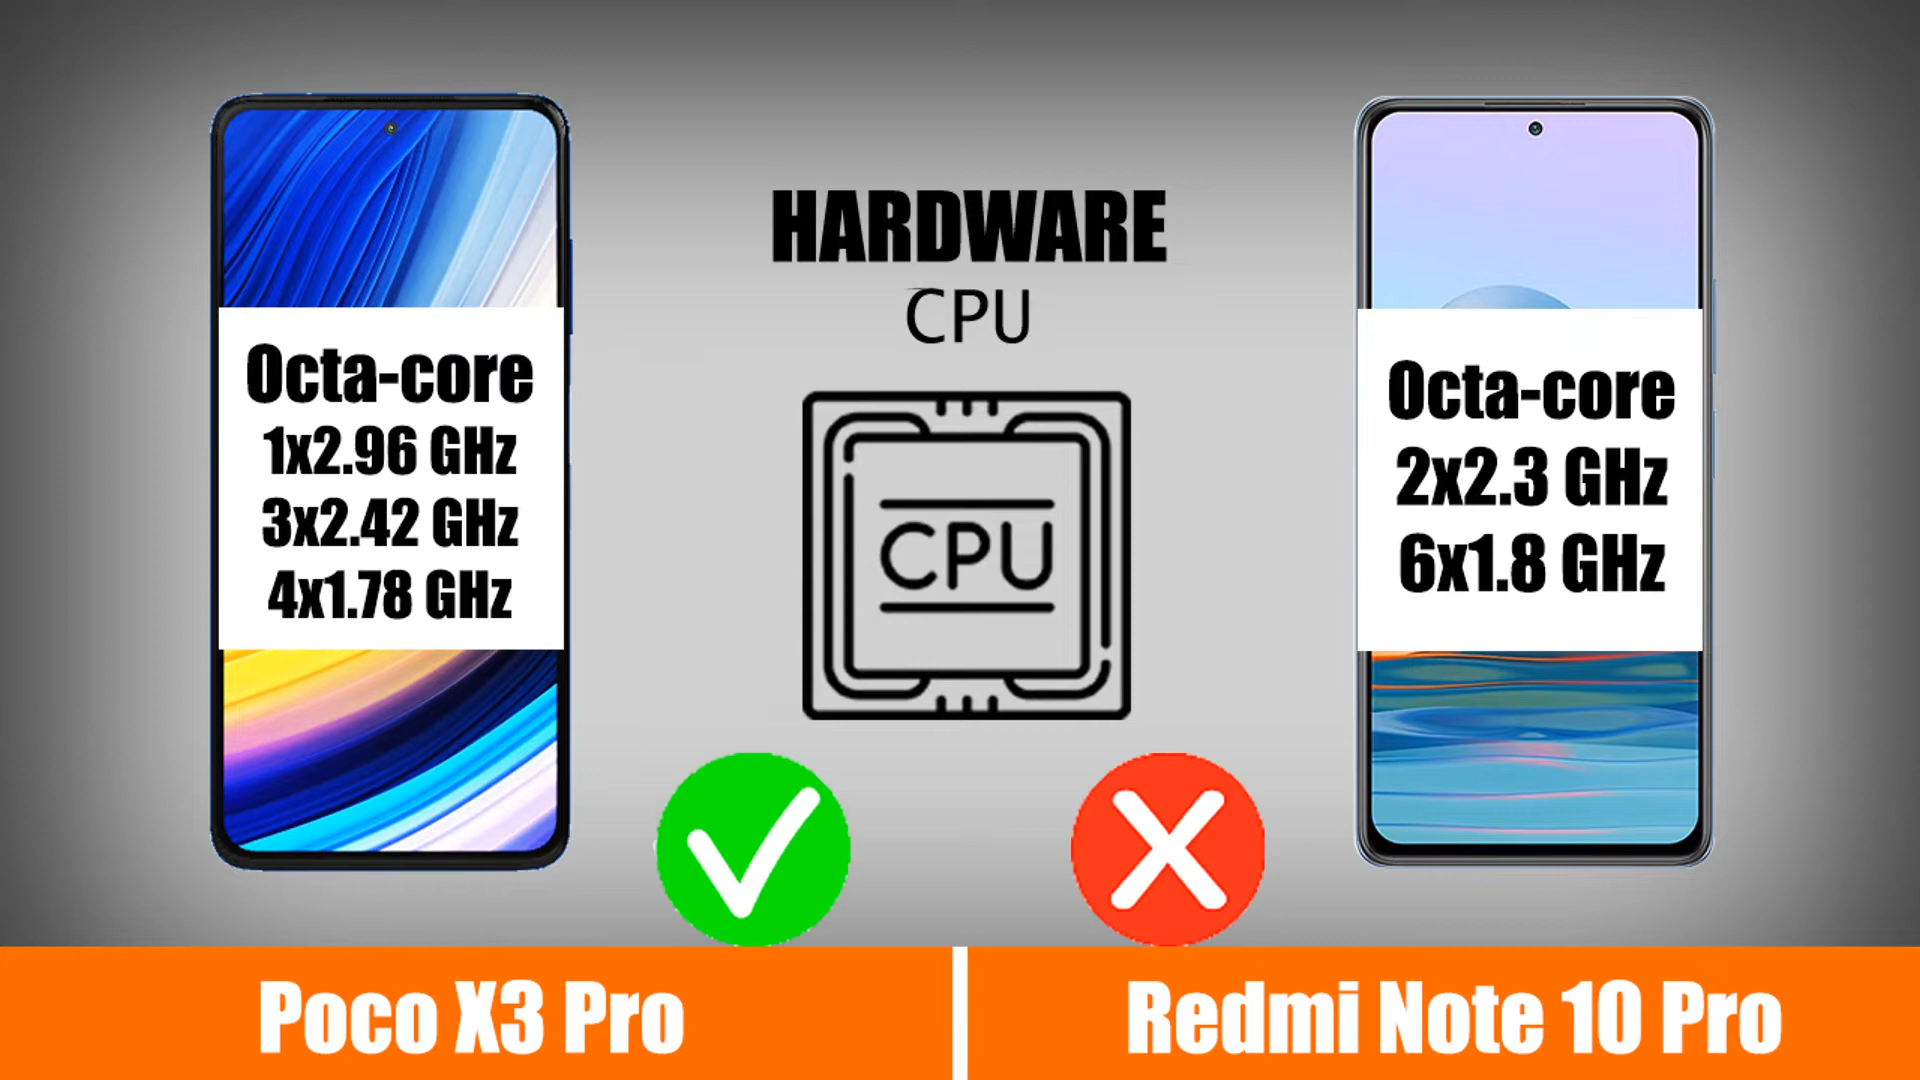 HARDWARE
CPU
Octa-core
1x2.96 GHz
3x2.42 GHz
4x1.78 GHz
CPU
Octa-core
2x2.3 GHz
6x1.8 GHz
Poco X3 Pro
Redmi Note 10 Pro